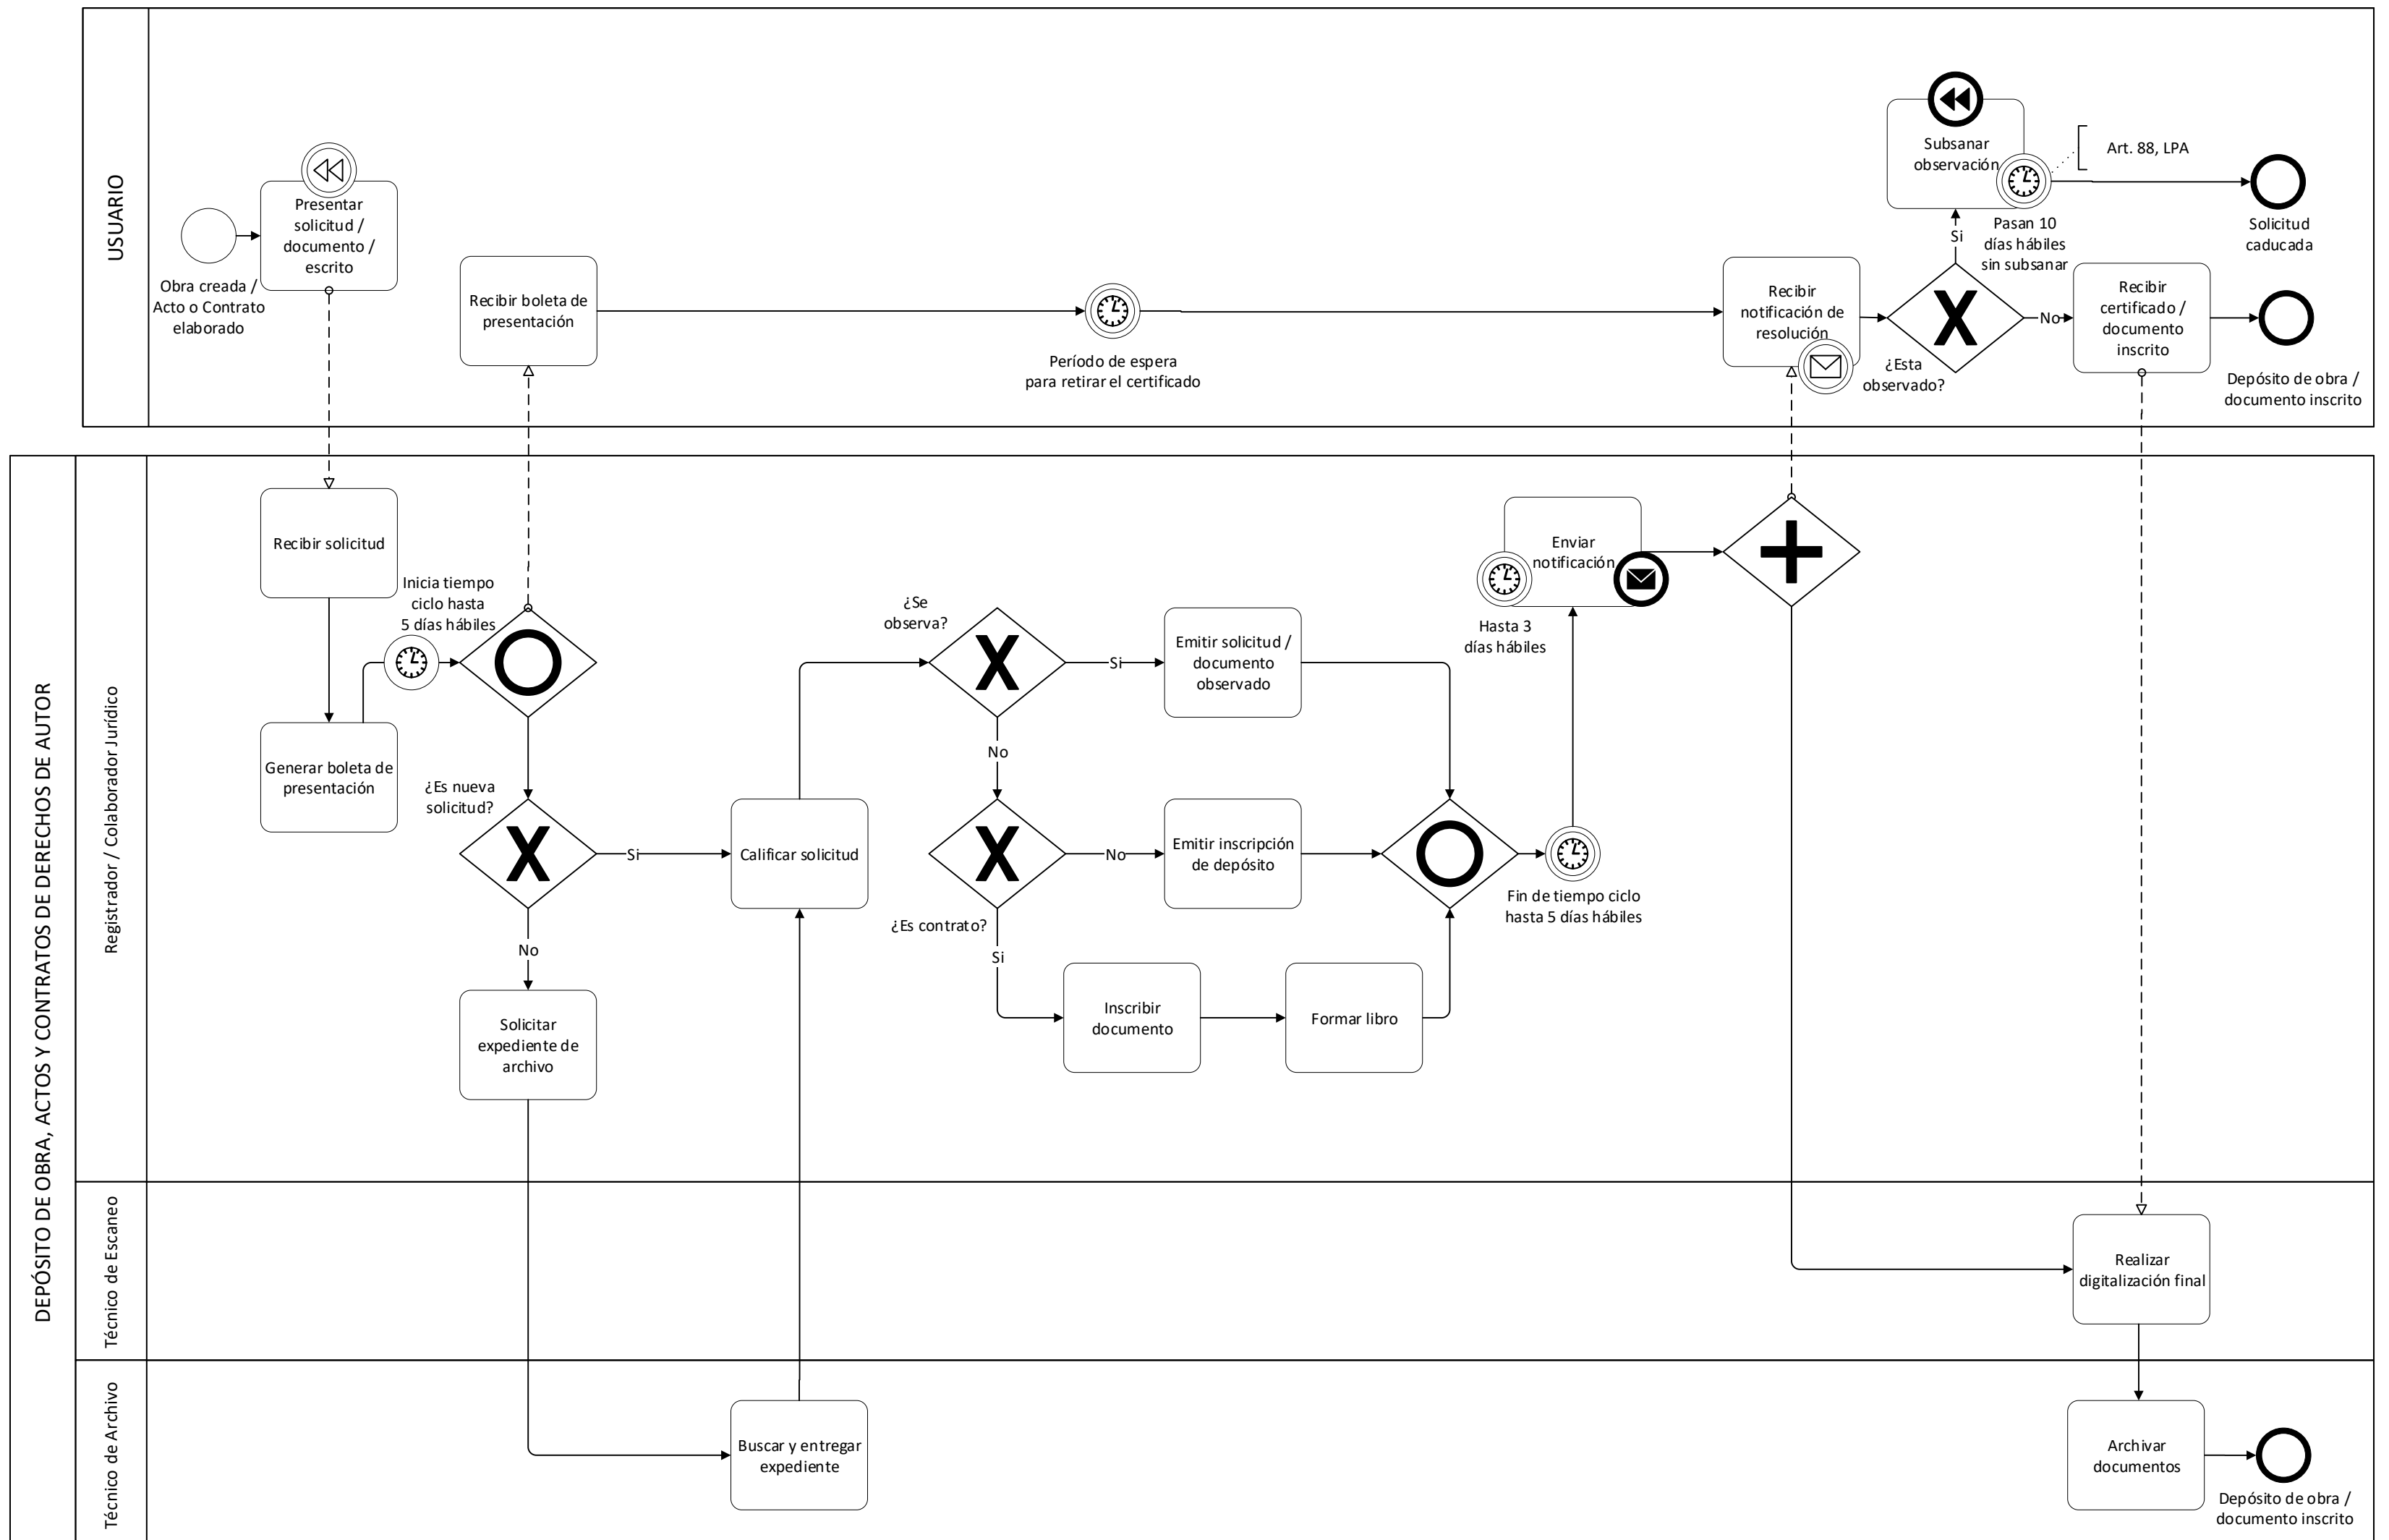 USUARIO
Obra creada /
Acto o Contrato
elaborado
Presentar
solicitud /
documento /
escrito
Recibir boleta de
presentación
Período de espera
para retirar el certificado
Recibir
notificación de
resolución
¿Esta
observado?
Si
Subsanar
observación
Art. 88, LPA
Pasan 10
días hábiles
sin subsanar
Solicitud
caducada
No
Recibir
certificado /
documento
inscrito
Depósito de obra /
documento inscrito
DEPÓSITO DE OBRA, ACTOS Y CONTRATOS DE DERECHOS DE AUTOR
Registrador / Colaborador Jurídico
Recibir solicitud
Inicia tiempo
ciclo hasta
5 días hábiles
Generar boleta de
presentación
¿Es nueva
solicitud?
Si
No
Solicitar
expediente de
archivo
Calificar solicitud
¿Se
observa?
Si
No
Emitir solicitud /
documento
observado
¿Es contrato?
No
Si
Emitir inscripción
de depósito
Inscribir
documento
Formar libro
Fin de tiempo ciclo
hasta 5 días hábiles
Enviar
notificación
Hasta 3
días hábiles
Técnico de Escaneo
Realizar
digitalización final
Técnico de Archivo
Buscar y entregar
expediente
Archivar
documentos
Depósito de obra /
documento inscrito